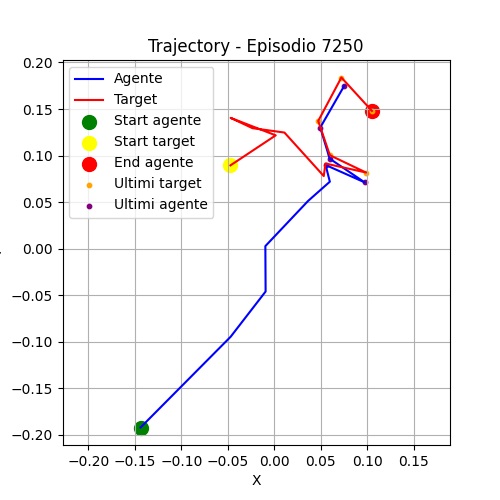 Trajectory - Episodio 7250
0.20
0.15
0.10
0.05
0.00
−0.05
−0.10
−0.15
−0.20
Agente
Target
Start agente
Start target
End agente
Ultimi target
Ultimi agente
−0.20 −0.15 −0.10 −0.05 0.00 0.05 0.10 0.15
X